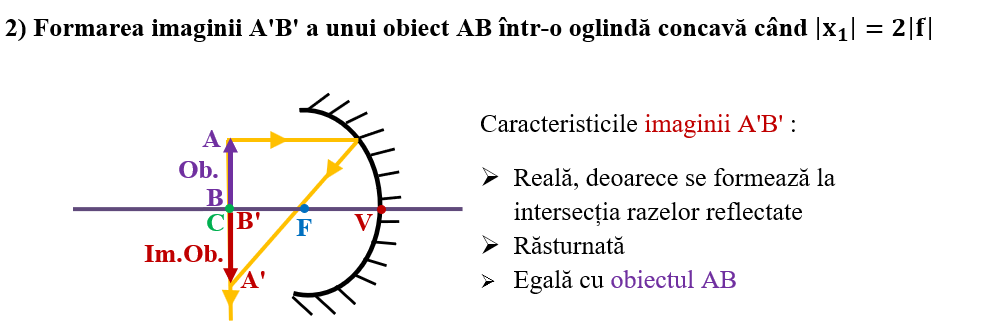 2) Formarea imaginii A'B' a unui obiect AB într-o oglindă concavă când |x₁| = 2|f|
Caracteristicile imaginii A'B' :
A
Ob.
B
C B' F V
Im.Ob.
A'
➢ Reală, deoarece se formează la
intersecția razelor reflectate
➢ Răsturnată
➢ Egală cu obiectul AB